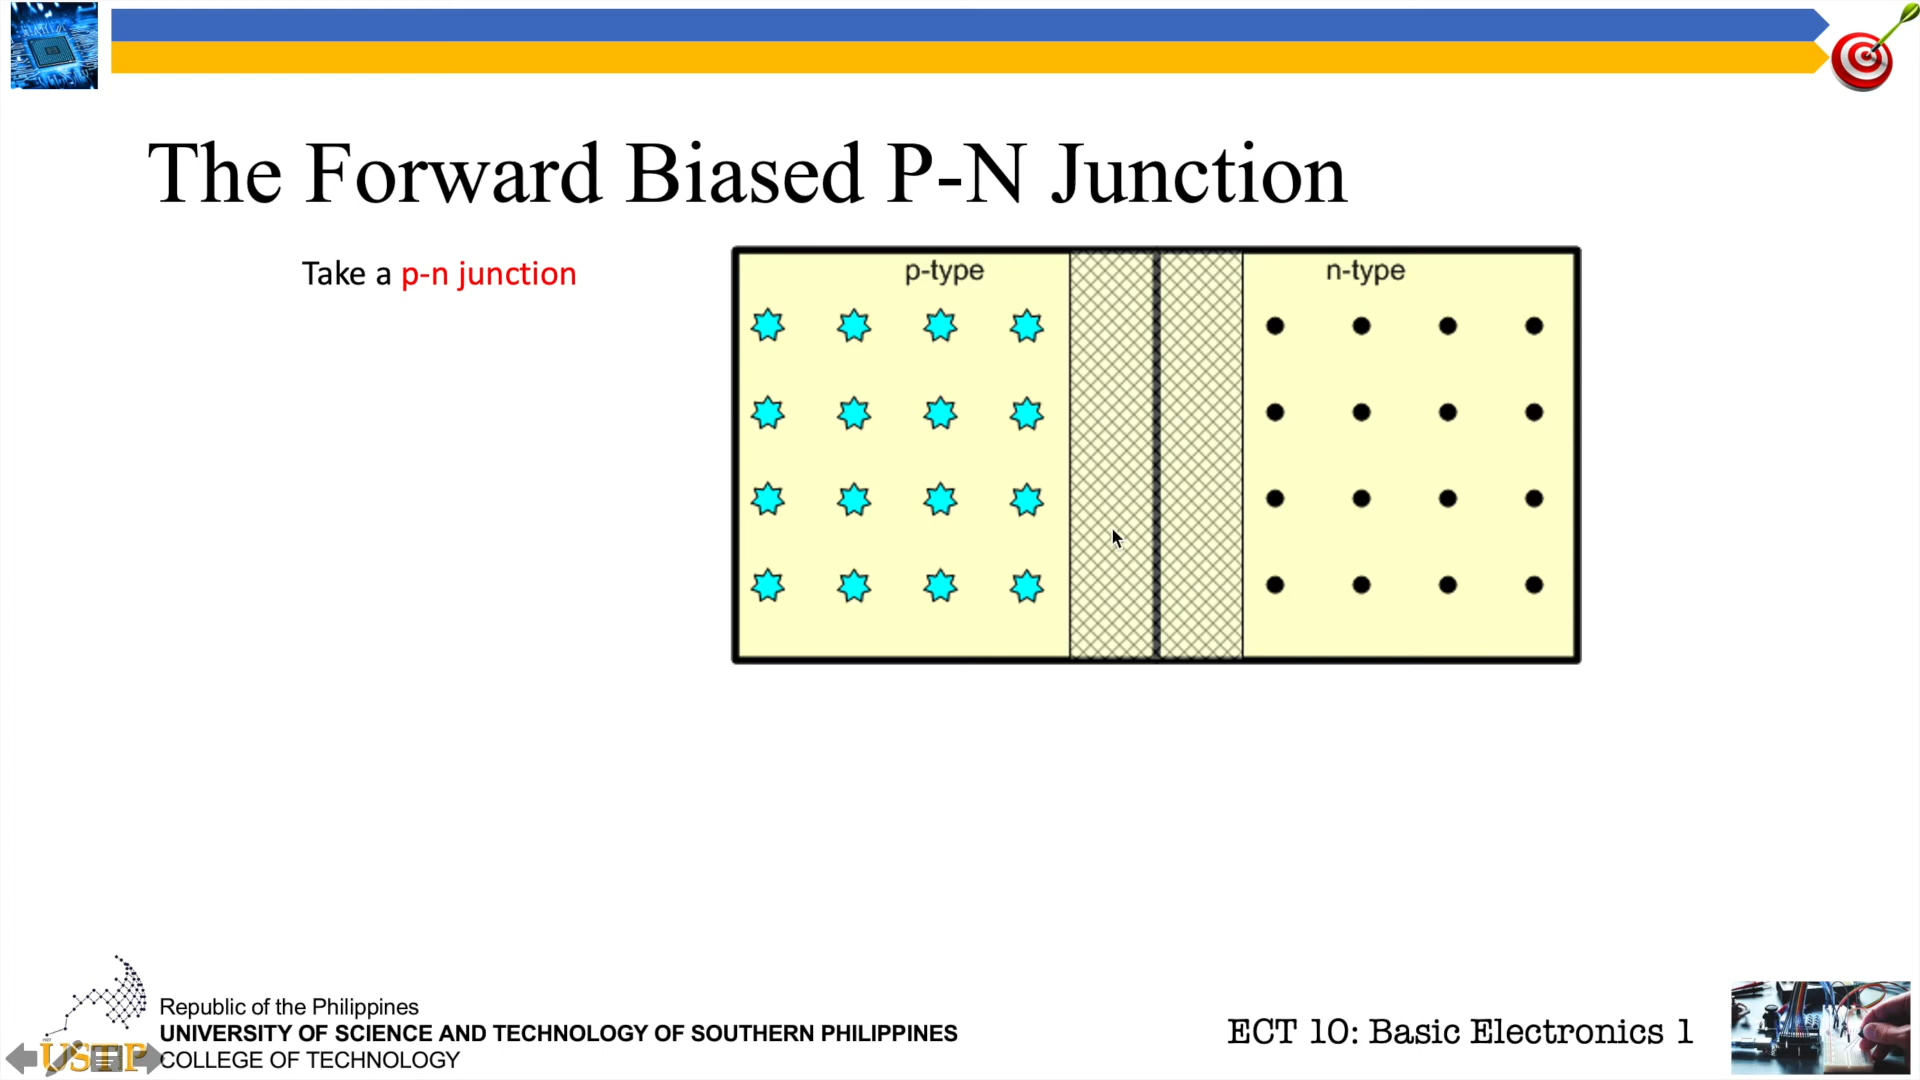 The Forward Biased P-N Junction
Take a p-n junction
p-type
n-type
Republic of the Philippines
UNIVERSITY OF SCIENCE AND TECHNOLOGY OF SOUTHERN PHILIPPINES
USTP COLLEGE OF TECHNOLOGY
ECT 10: Basic Electronics 1